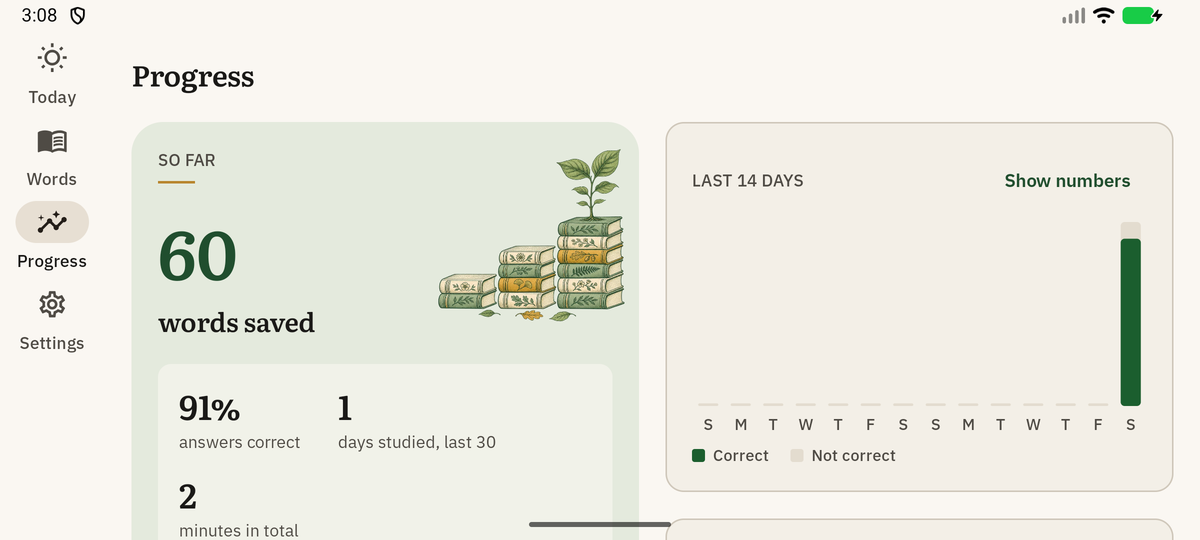 3:08
Today
Words
Progress
Settings
Progress
SO FAR
60
words saved
91%
answers correct
1
days studied, last 30
2
minutes in total
LAST 14 DAYS
Show numbers
S M T W T F S S M T W T F S
Correct
Not correct